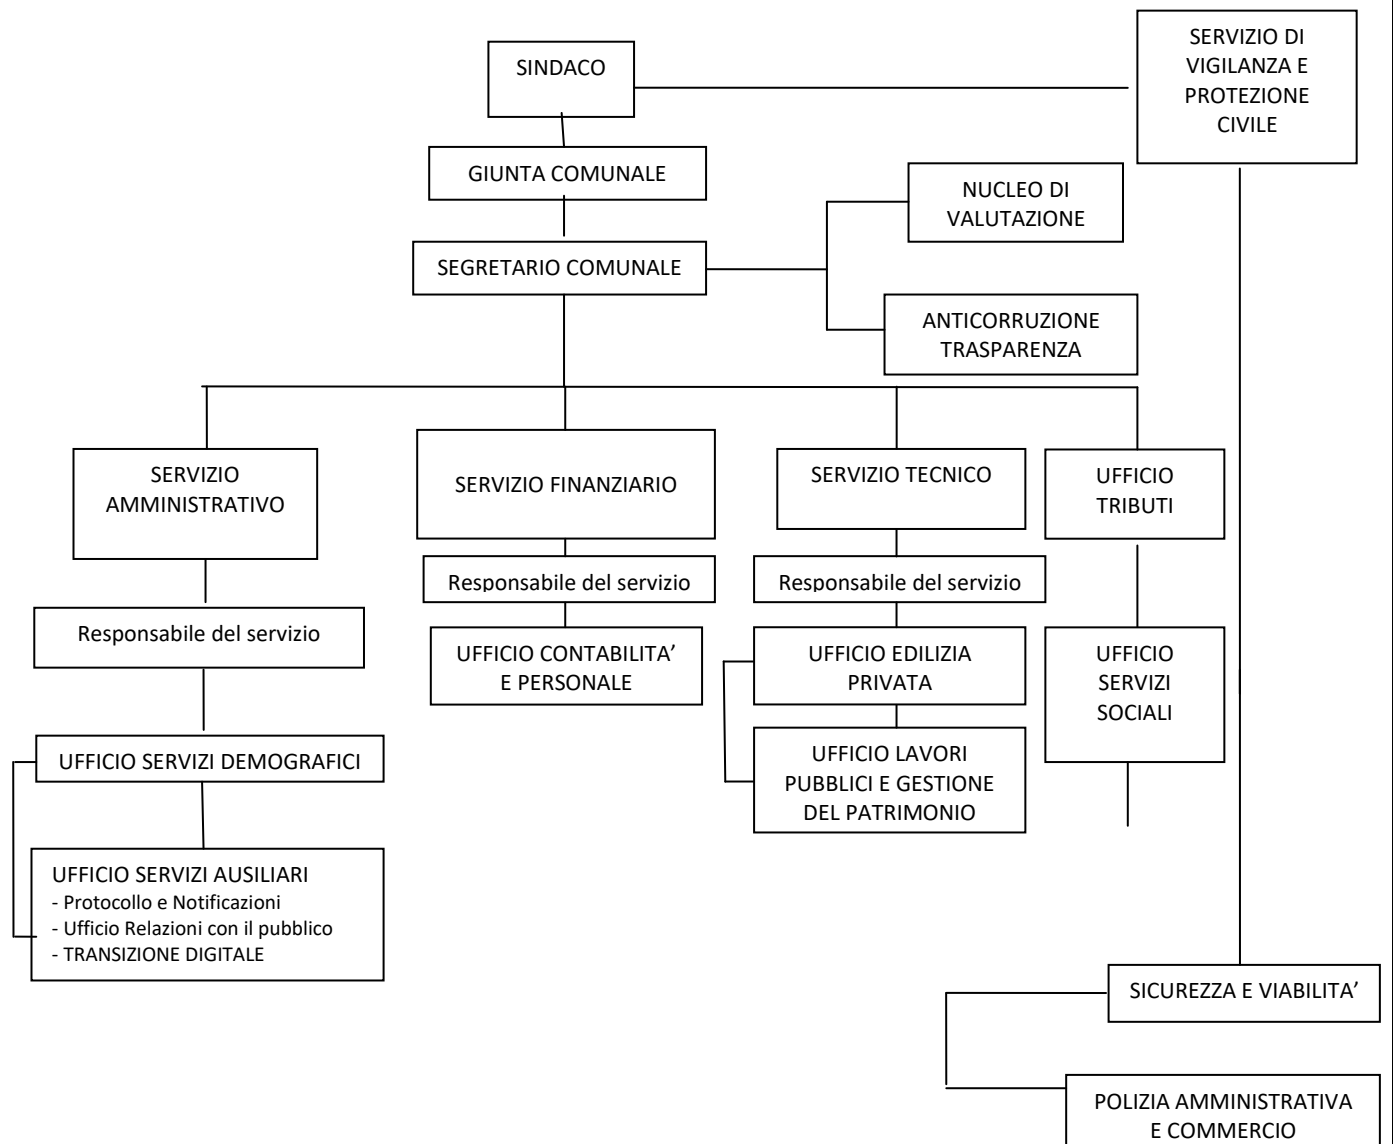 SINDACO
SERVIZIO DI
VIGILANZA E
PROTEZIONE
CIVILE
GIUNTA COMUNALE
NUCLEO DI
VALUTAZIONE
SEGRETARIO COMUNALE
ANTICORRUZIONE
TRASPARENZA
SERVIZIO
AMMINISTRATIVO
SERVIZIO FINANZIARIO
SERVIZIO TECNICO
UFFICIO
TRIBUTI
Responsabile del servizio
Responsabile del servizio
Responsabile del servizio
UFFICIO CONTABILITA’
E PERSONALE
UFFICIO EDILIZIA
PRIVATA
UFFICIO
SERVIZI
SOCIALI
UFFICIO SERVIZI DEMOGRAFICI
UFFICIO LAVORI
PUBBLICI E GESTIONE
DEL PATRIMONIO
UFFICIO SERVIZI AUSILIARI
- Protocollo e Notificazioni
- Ufficio Relazioni con il pubblico
- TRANSIZIONE DIGITALE
SICUREZZA E VIABILITA’
POLIZIA AMMINISTRATIVA
E COMMERCIO